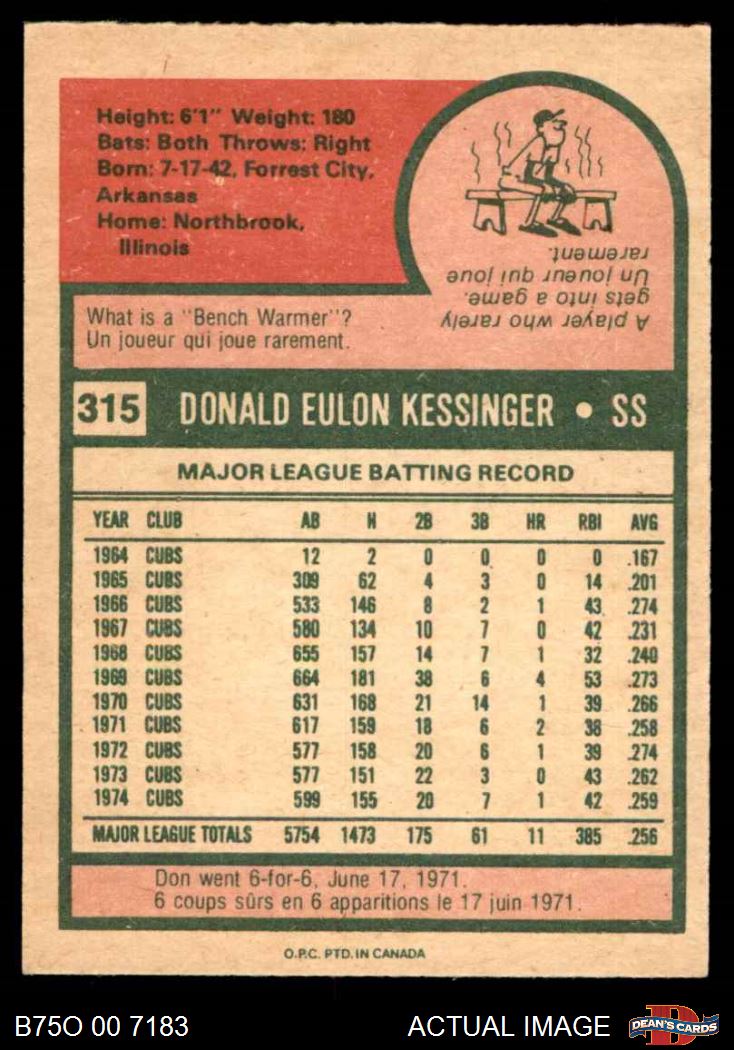 Height: 6'1" Weight: 180
Bats: Both Throws: Right
Born: 7-17-42, Forrest City,
Arkansas
Home: Northbrook,
Illinois
What is a "Bench Warmer"?
Un joueur qui joue rarement.
A player who rarely
gets into a game.
Un joueur qui joue
rarement.
315 DONALD EULON KESSINGER • SS
MAJOR LEAGUE BATTING RECORD
YEAR CLUB AB H 2B 3B HR RBI AVG
1964 CUBS 12 2 0 0 0 0 .167
1965 CUBS 309 62 4 3 0 14 .201
1966 CUBS 533 146 8 2 1 43 .274
1967 CUBS 580 134 10 7 0 42 .231
1968 CUBS 655 157 14 7 1 32 .240
1969 CUBS 664 181 38 6 4 53 .273
1970 CUBS 631 168 21 14 1 39 .266
1971 CUBS 617 159 18 6 2 38 .258
1972 CUBS 577 158 20 6 1 39 .274
1973 CUBS 577 151 22 3 0 43 .262
1974 CUBS 599 155 20 7 1 42 .259
MAJOR LEAGUE TOTALS 5754 1473 175 61 11 385 .256
Don went 6-for-6, June 17, 1971.
6 coups sûrs en 6 apparitions le 17 juin 1971.
O.P.C. PTD. IN CANADA
B75O 00 7183 ACTUAL IMAGE DEAN'S CARDS